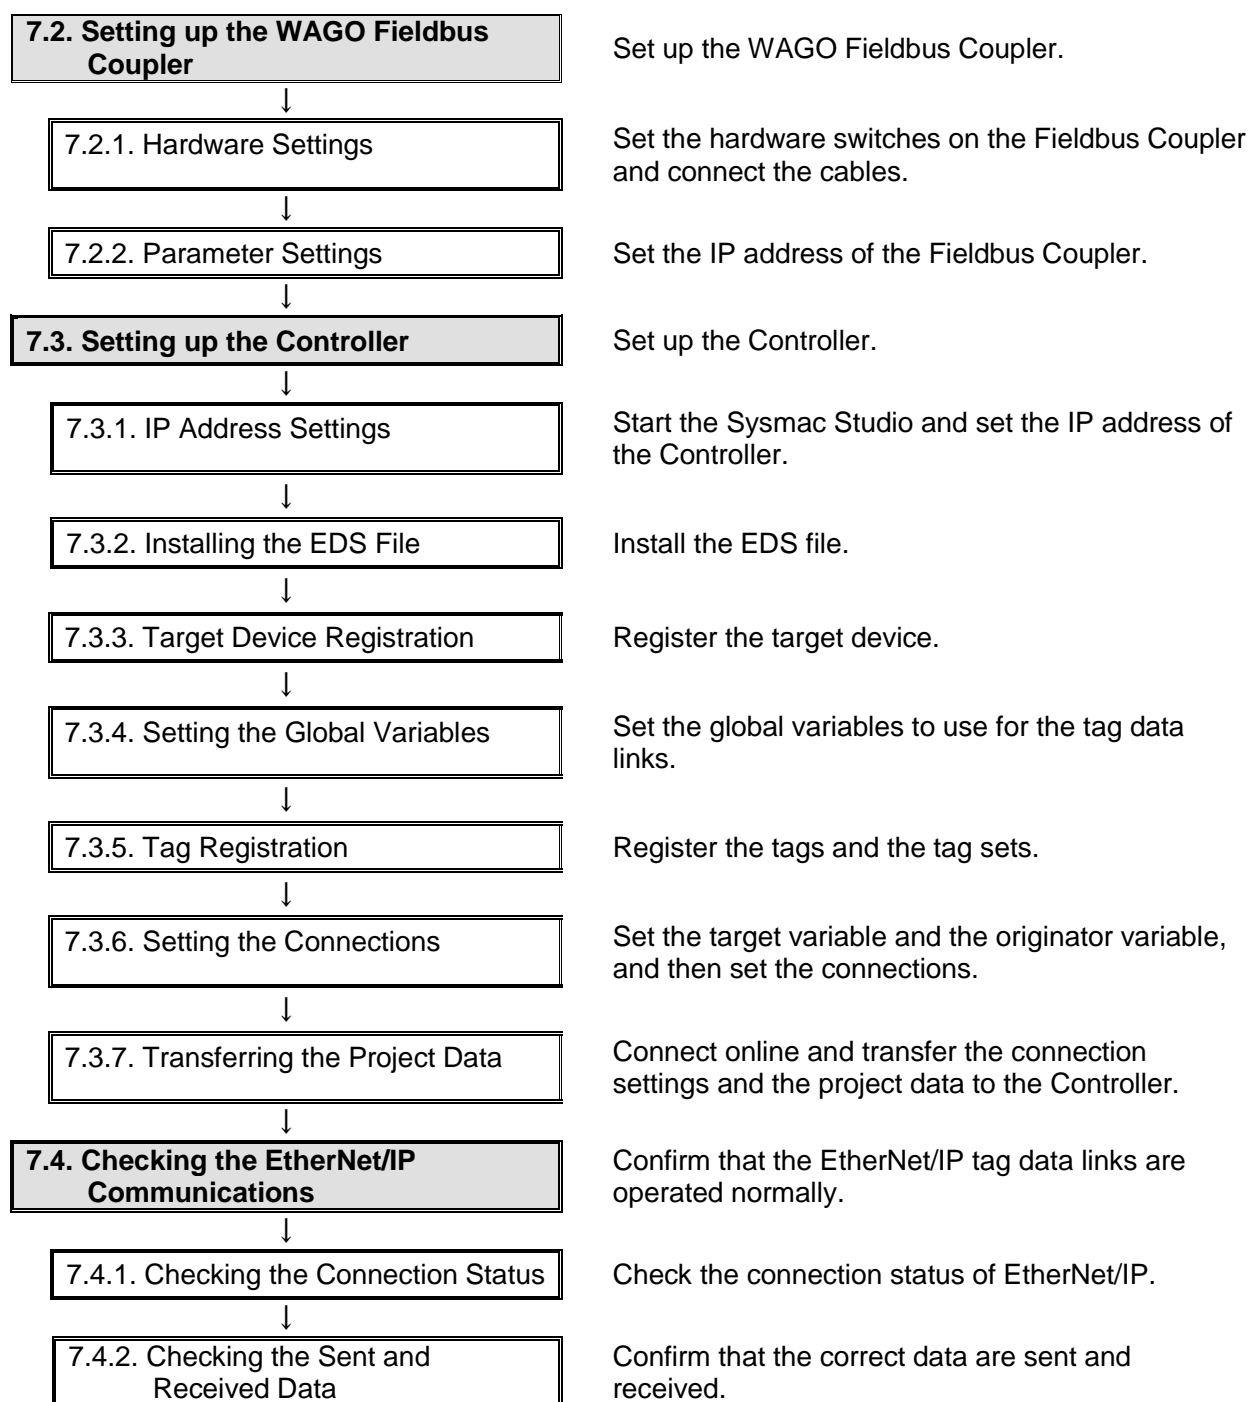 7.2. Setting up the WAGO Fieldbus
Coupler
Set up the WAGO Fieldbus Coupler.
↓
7.2.1. Hardware Settings
Set the hardware switches on the Fieldbus Coupler
and connect the cables.
↓
7.2.2. Parameter Settings
Set the IP address of the Fieldbus Coupler.
↓
7.3. Setting up the Controller
Set up the Controller.
↓
7.3.1. IP Address Settings
Start the Sysmac Studio and set the IP address of
the Controller.
↓
7.3.2. Installing the EDS File
Install the EDS file.
↓
7.3.3. Target Device Registration
Register the target device.
↓
7.3.4. Setting the Global Variables
Set the global variables to use for the tag data
links.
↓
7.3.5. Tag Registration
Register the tags and the tag sets.
↓
7.3.6. Setting the Connections
Set the target variable and the originator variable,
and then set the connections.
↓
7.3.7. Transferring the Project Data
Connect online and transfer the connection
settings and the project data to the Controller.
↓
7.4. Checking the EtherNet/IP
Communications
Confirm that the EtherNet/IP tag data links are
operated normally.
↓
7.4.1. Checking the Connection Status
Check the connection status of EtherNet/IP.
↓
7.4.2. Checking the Sent and
Received Data
Confirm that the correct data are sent and
received.